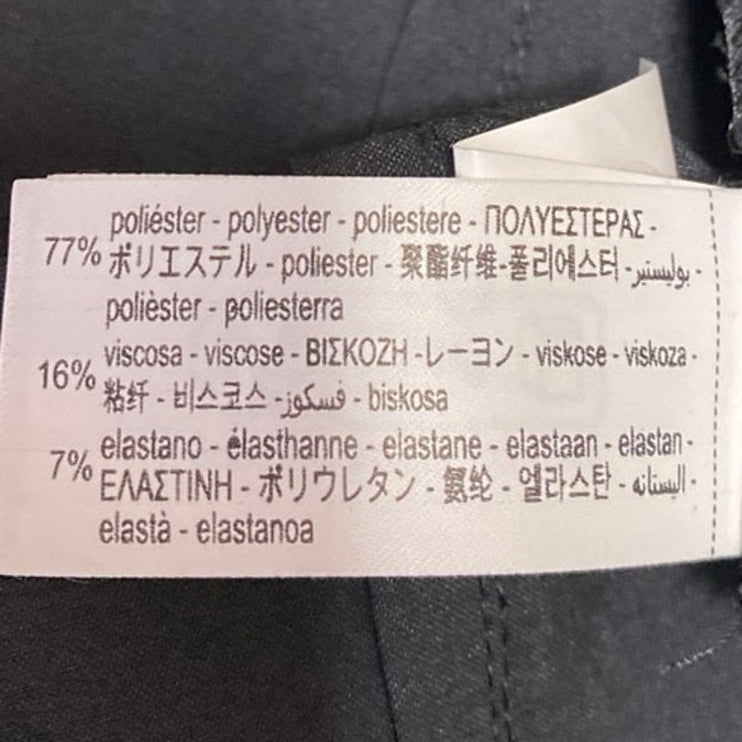 poliéster - polyester - poliestere - ΠΟΛΥΕΣΤΕΡΑΣ -
77% ポリエステル - poliester - 聚酯纤维-폴리에스터 -بوليستير -
polièster - poliesterra
viscosa - viscose - ΒΙΣΚΟΖΗ -レーヨン - viskose - viskoza -
16% 粘纤 - 비스코스 -فسكوز - biskosa
elastano - élasthanne - elastane - elastaan - elastan -
7% ΕΛΑΣΤΙΝΗ - ポリウレタン - 氨纶 - 엘라스탄 - اليستانه -
elastà - elastanoa